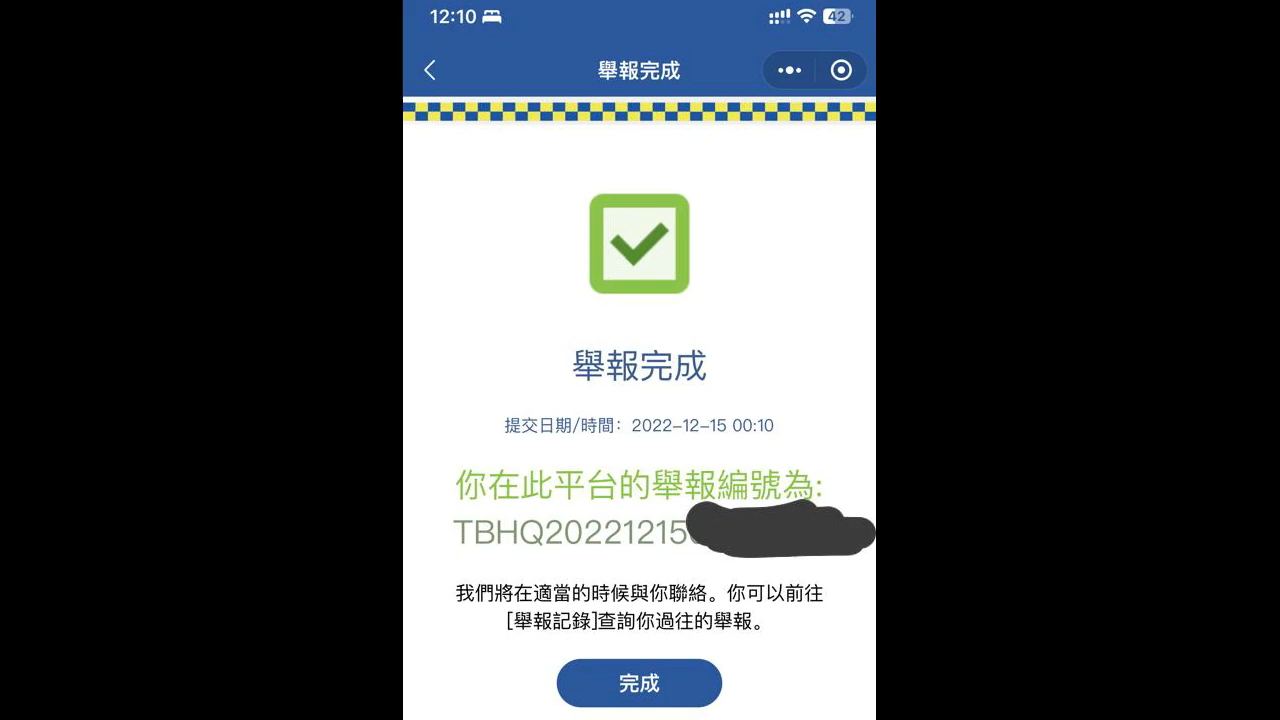 12:10
42
舉報完成
舉報完成
提交日期/時間：2022-12-15 00:10
你在此平台的舉報編號為:
TBHQ20221215
我們將在適當的時候與你聯絡。你可以前往
[舉報記錄]查詢你過往的舉報。
完成